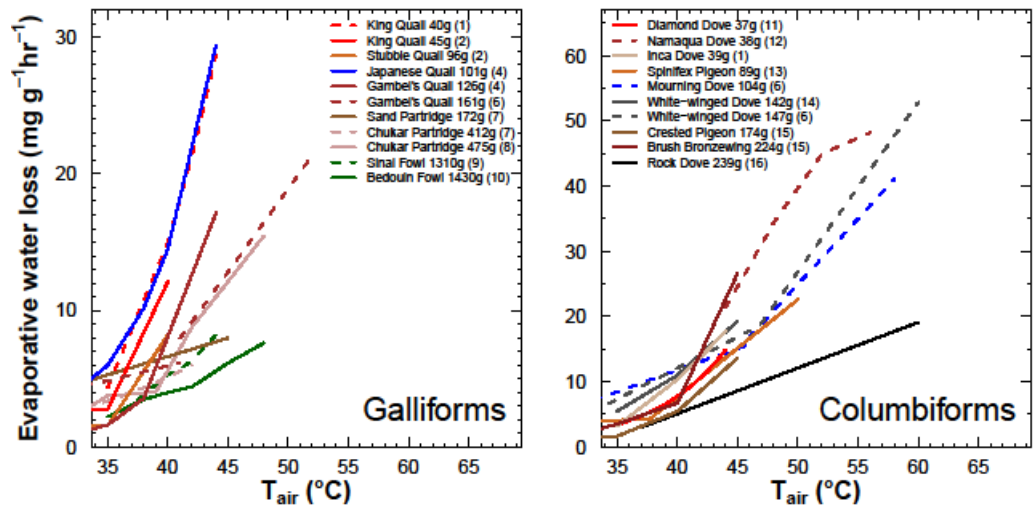 Evaporative water loss (mg g⁻¹hr⁻¹)
30
20
10
0
King Quail 40g (1)
King Quail 45g (2)
Stubble Quail 96g (2)
Japanese Quail 101g (4)
Gambel's Quail 126g (4)
Gambel's Quail 161g (6)
Sand Partridge 172g (7)
Chukar Partridge 412g (7)
Chukar Partridge 475g (8)
Sinai Fowl 1310g (9)
Bedouin Fowl 1430g (10)
Galliforms
35 40 45 50 55 60 65
T air (°C)
60
50
40
30
20
10
0
Diamond Dove 37g (11)
Namaqua Dove 38g (12)
Inca Dove 39g (1)
Spinifex Pigeon 89g (13)
Mourning Dove 104g (6)
White-winged Dove 142g (14)
White-winged Dove 147g (6)
Crested Pigeon 174g (15)
Brush Bronzewing 224g (15)
Rock Dove 239g (16)
Columbiforms
35 40 45 50 55 60 65
T air (°C)